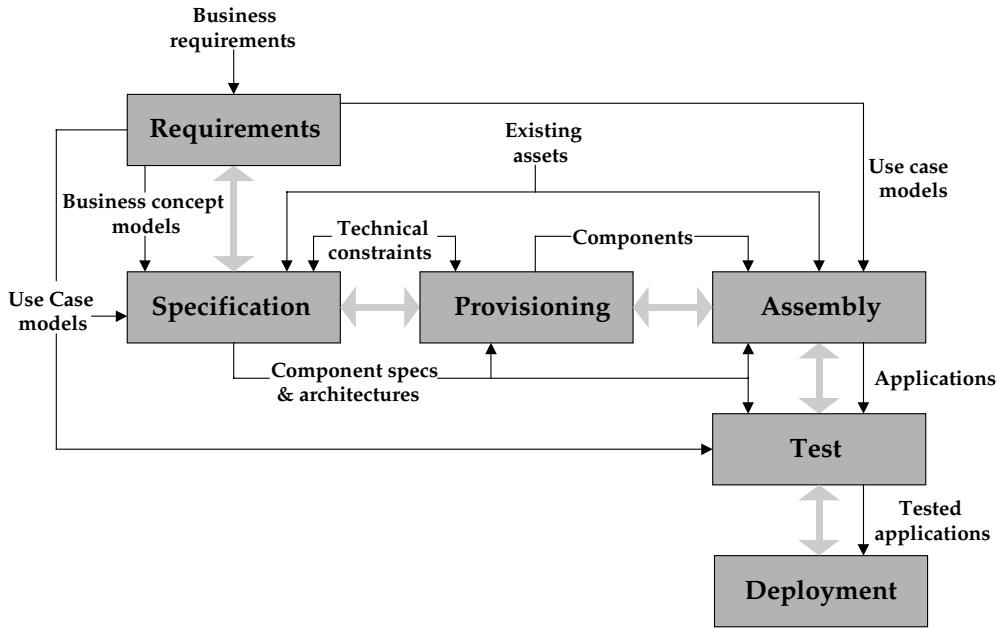 Business
requirements
Requirements
Existing
assets
Use case
models
Business concept
models
Technical
constraints
Components
Use Case
models
Specification
Provisioning
Assembly
Component specs
& architectures
Applications
Test
Tested
applications
Deployment